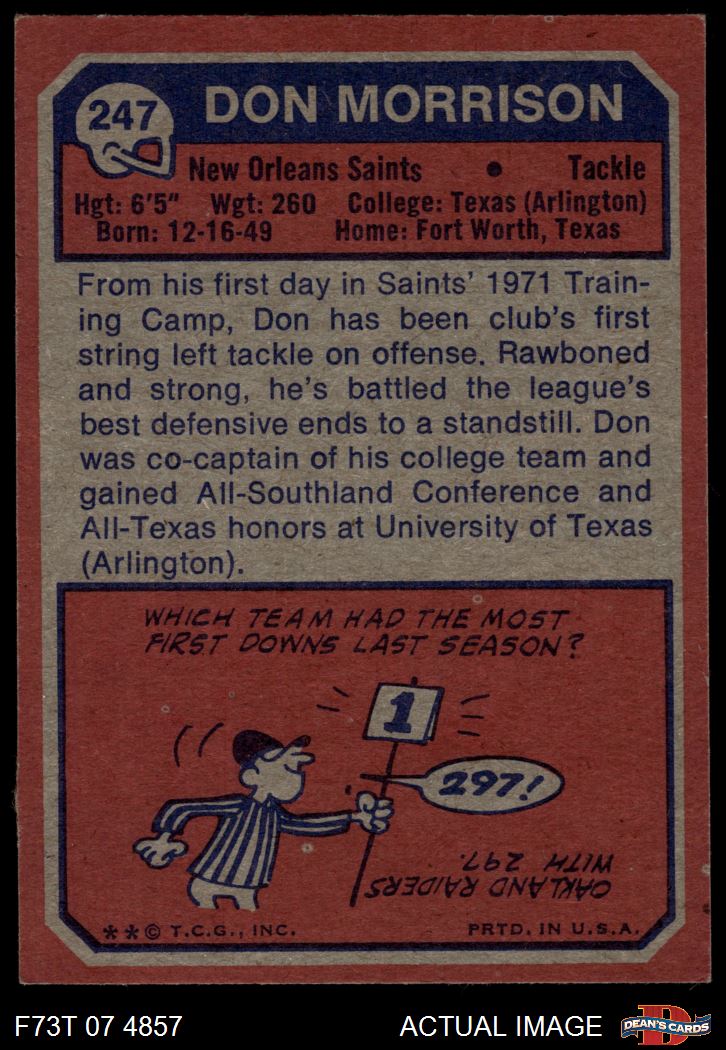 247
DON MORRISON
New Orleans Saints • Tackle
Hgt: 6'5" Wgt: 260 College: Texas (Arlington)
Born: 12-16-49 Home: Fort Worth, Texas
From his first day in Saints' 1971 Train-
ing Camp, Don has been club's first
string left tackle on offense. Rawboned
and strong, he's battled the league's
best defensive ends to a standstill. Don
was co-captain of his college team and
gained All-Southland Conference and
All-Texas honors at University of Texas
(Arlington).
WHICH TEAM HAD THE MOST
FIRST DOWNS LAST SEASON?
1
297!
OAKLAND RAIDERS
WITH 297.
**© T.C.G., INC. PRTD. IN U.S.A.
F73T 07 4857 ACTUAL IMAGE
D
DEAN'S CARDS